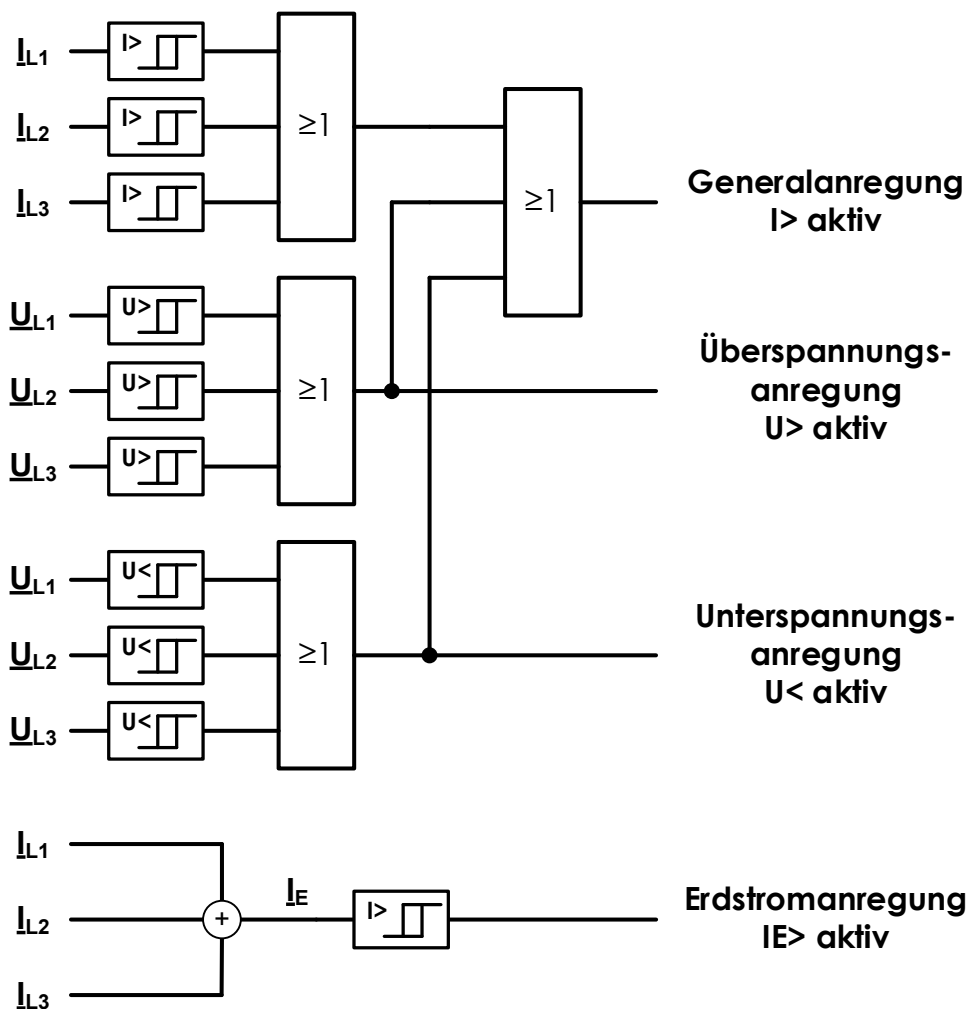 I̲L1 I>
≥1
I̲L2 I>
I̲L3 I>
≥1
Generalanregung
I> aktiv
U̲L1 U>
U̲L2 U>
≥1
U̲L3 U>
Überspannungs-
anregung
U> aktiv
U̲L1 U<
U̲L2 U<
≥1
U̲L3 U<
Unterspannungs-
anregung
U< aktiv
I̲L1
I̲L2
+
I̲E
I>
I̲L3
Erdstromanregung
IE> aktiv